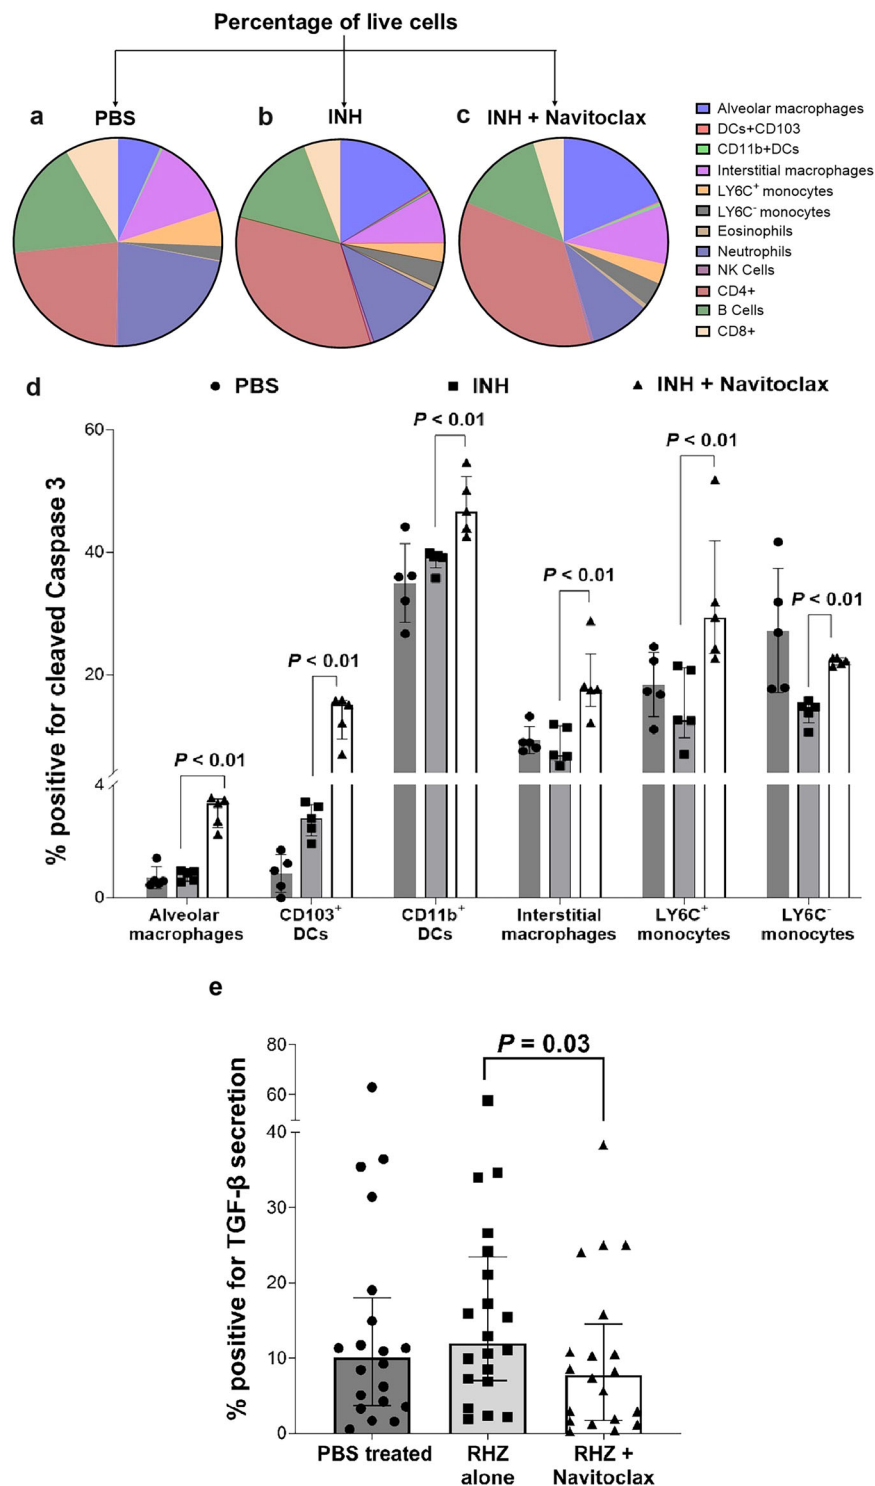 Percentage of live cells
a
PBS
b
INH
c
INH + Navitoclax
Alveolar macrophages
DCs+CD103
CD11b+DCs
Interstitial macrophages
LY6C⁺ monocytes
LY6C⁻ monocytes
Eosinophils
Neutrophils
NK Cells
CD4+
B Cells
CD8+
d
PBS
INH
INH + Navitoclax
% positive for cleaved Caspase 3
60
40
20
4
0
P < 0.01
P < 0.01
P < 0.01
P < 0.01
P < 0.01
P < 0.01
Alveolar
macrophages
CD103⁺
DCs
CD11b⁺
DCs
Interstitial
macrophages
LY6C⁺
monocytes
LY6C⁻
monocytes
e
% positive for TGF-β secretion
80
60
40
30
20
10
0
P = 0.03
PBS treated
RHZ
alone
RHZ +
Navitoclax